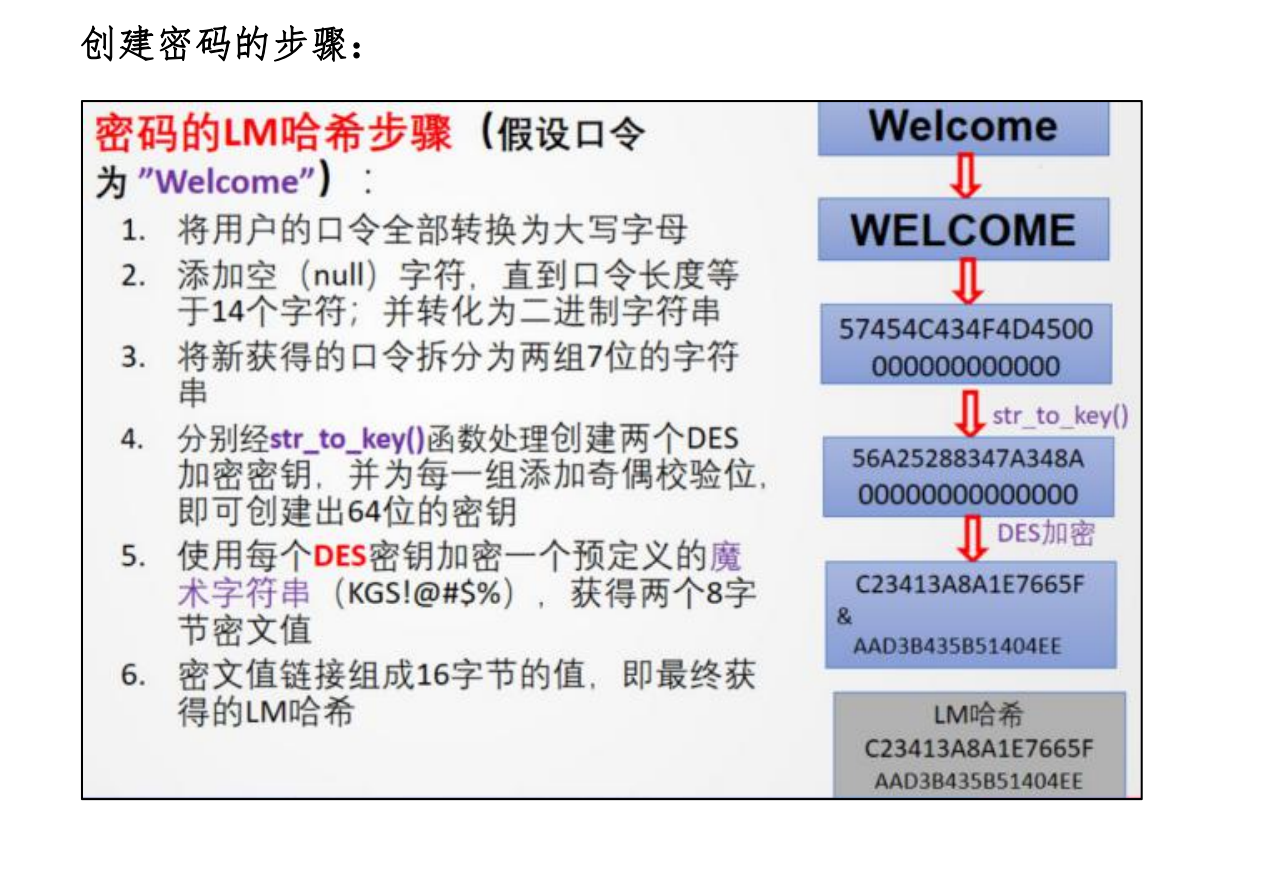 创建密码的步骤：
密码的LM哈希步骤（假设口令
为 ”Welcome”）：
1. 将用户的口令全部转换为大写字母
2. 添加空（null）字符，直到口令长度等
于14个字符；并转化为二进制字符串
3. 将新获得的口令拆分为两组7位的字符
串
4. 分别经str_to_key()函数处理创建两个DES
加密密钥，并为每一组添加奇偶校验位，
即可创建出64位的密钥
5. 使用每个DES密钥加密一个预定义的魔
术字符串（KGS!@#$%），获得两个8字
节密文值
6. 密文值链接组成16字节的值，即最终获
得的LM哈希
Welcome
WELCOME
57454C434F4D4500
000000000000
str_to_key()
56A25288347A348A
00000000000000
DES加密
C23413A8A1E7665F
&
AAD3B435B51404EE
LM哈希
C23413A8A1E7665F
AAD3B435B51404EE